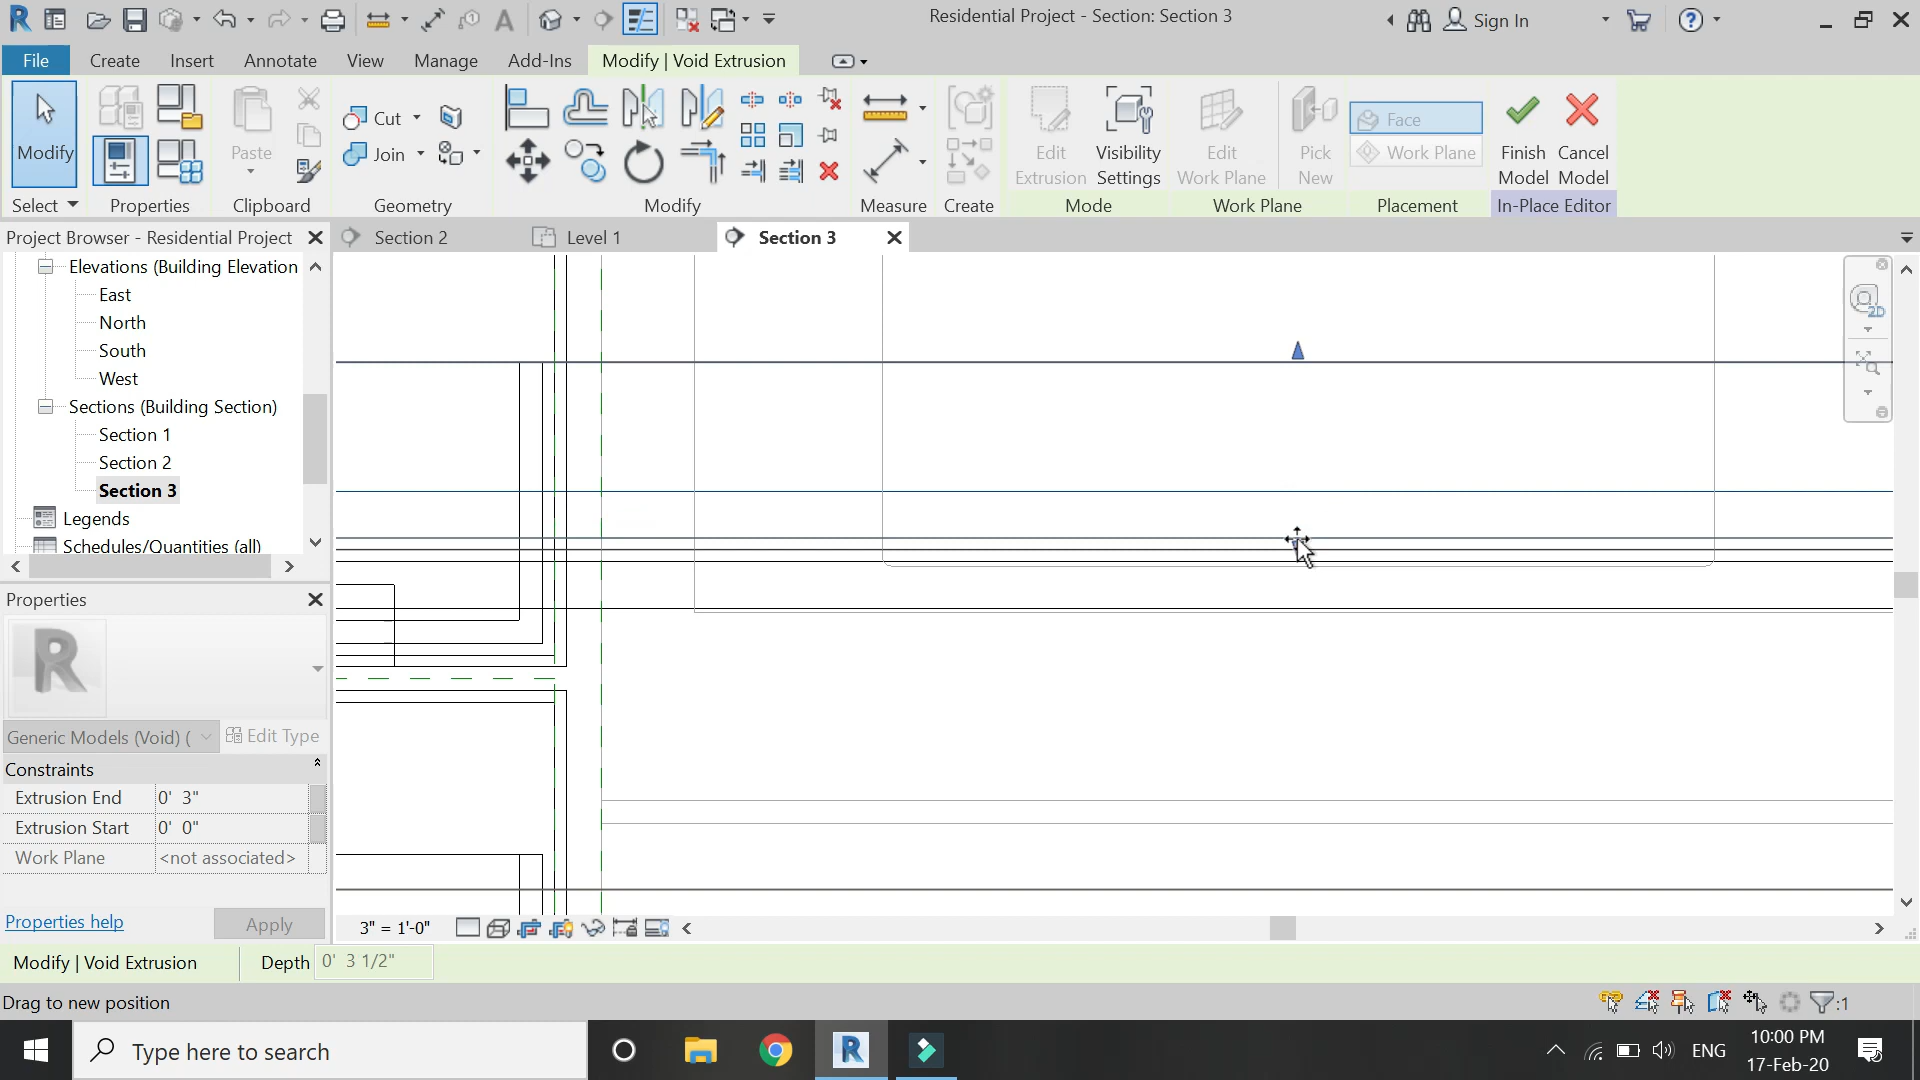 Residential Project - Section: Section 3
Sign In
File
Create
Insert
Annotate
View
Manage
Add-Ins
Modify | Void Extrusion
Modify
Paste
Cut
Join
Edit
Extrusion
Visibility
Settings
Edit
Work Plane
Pick
New
Face
Work Plane
Finish
Model
Cancel
Model
Select
Properties
Clipboard
Geometry
Modify
Measure
Create
Mode
Work Plane
Placement
In-Place Editor
Project Browser - Residential Project
Section 2
Level 1
Section 3
Elevations (Building Elevation
East
North
South
West
Sections (Building Section)
Section 1
Section 2
Section 3
Legends
Schedules/Quantities (all)
2D
Properties
R
Generic Models (Void) (
Edit Type
Constraints
Extrusion End 0' 3"
Extrusion Start 0' 0"
Work Plane <not associated>
Properties help
Apply
3" = 1'-0"
Modify | Void Extrusion
Depth 0' 3 1/2"
Drag to new position
:1
Type here to search
ENG
10:00 PM
17-Feb-20